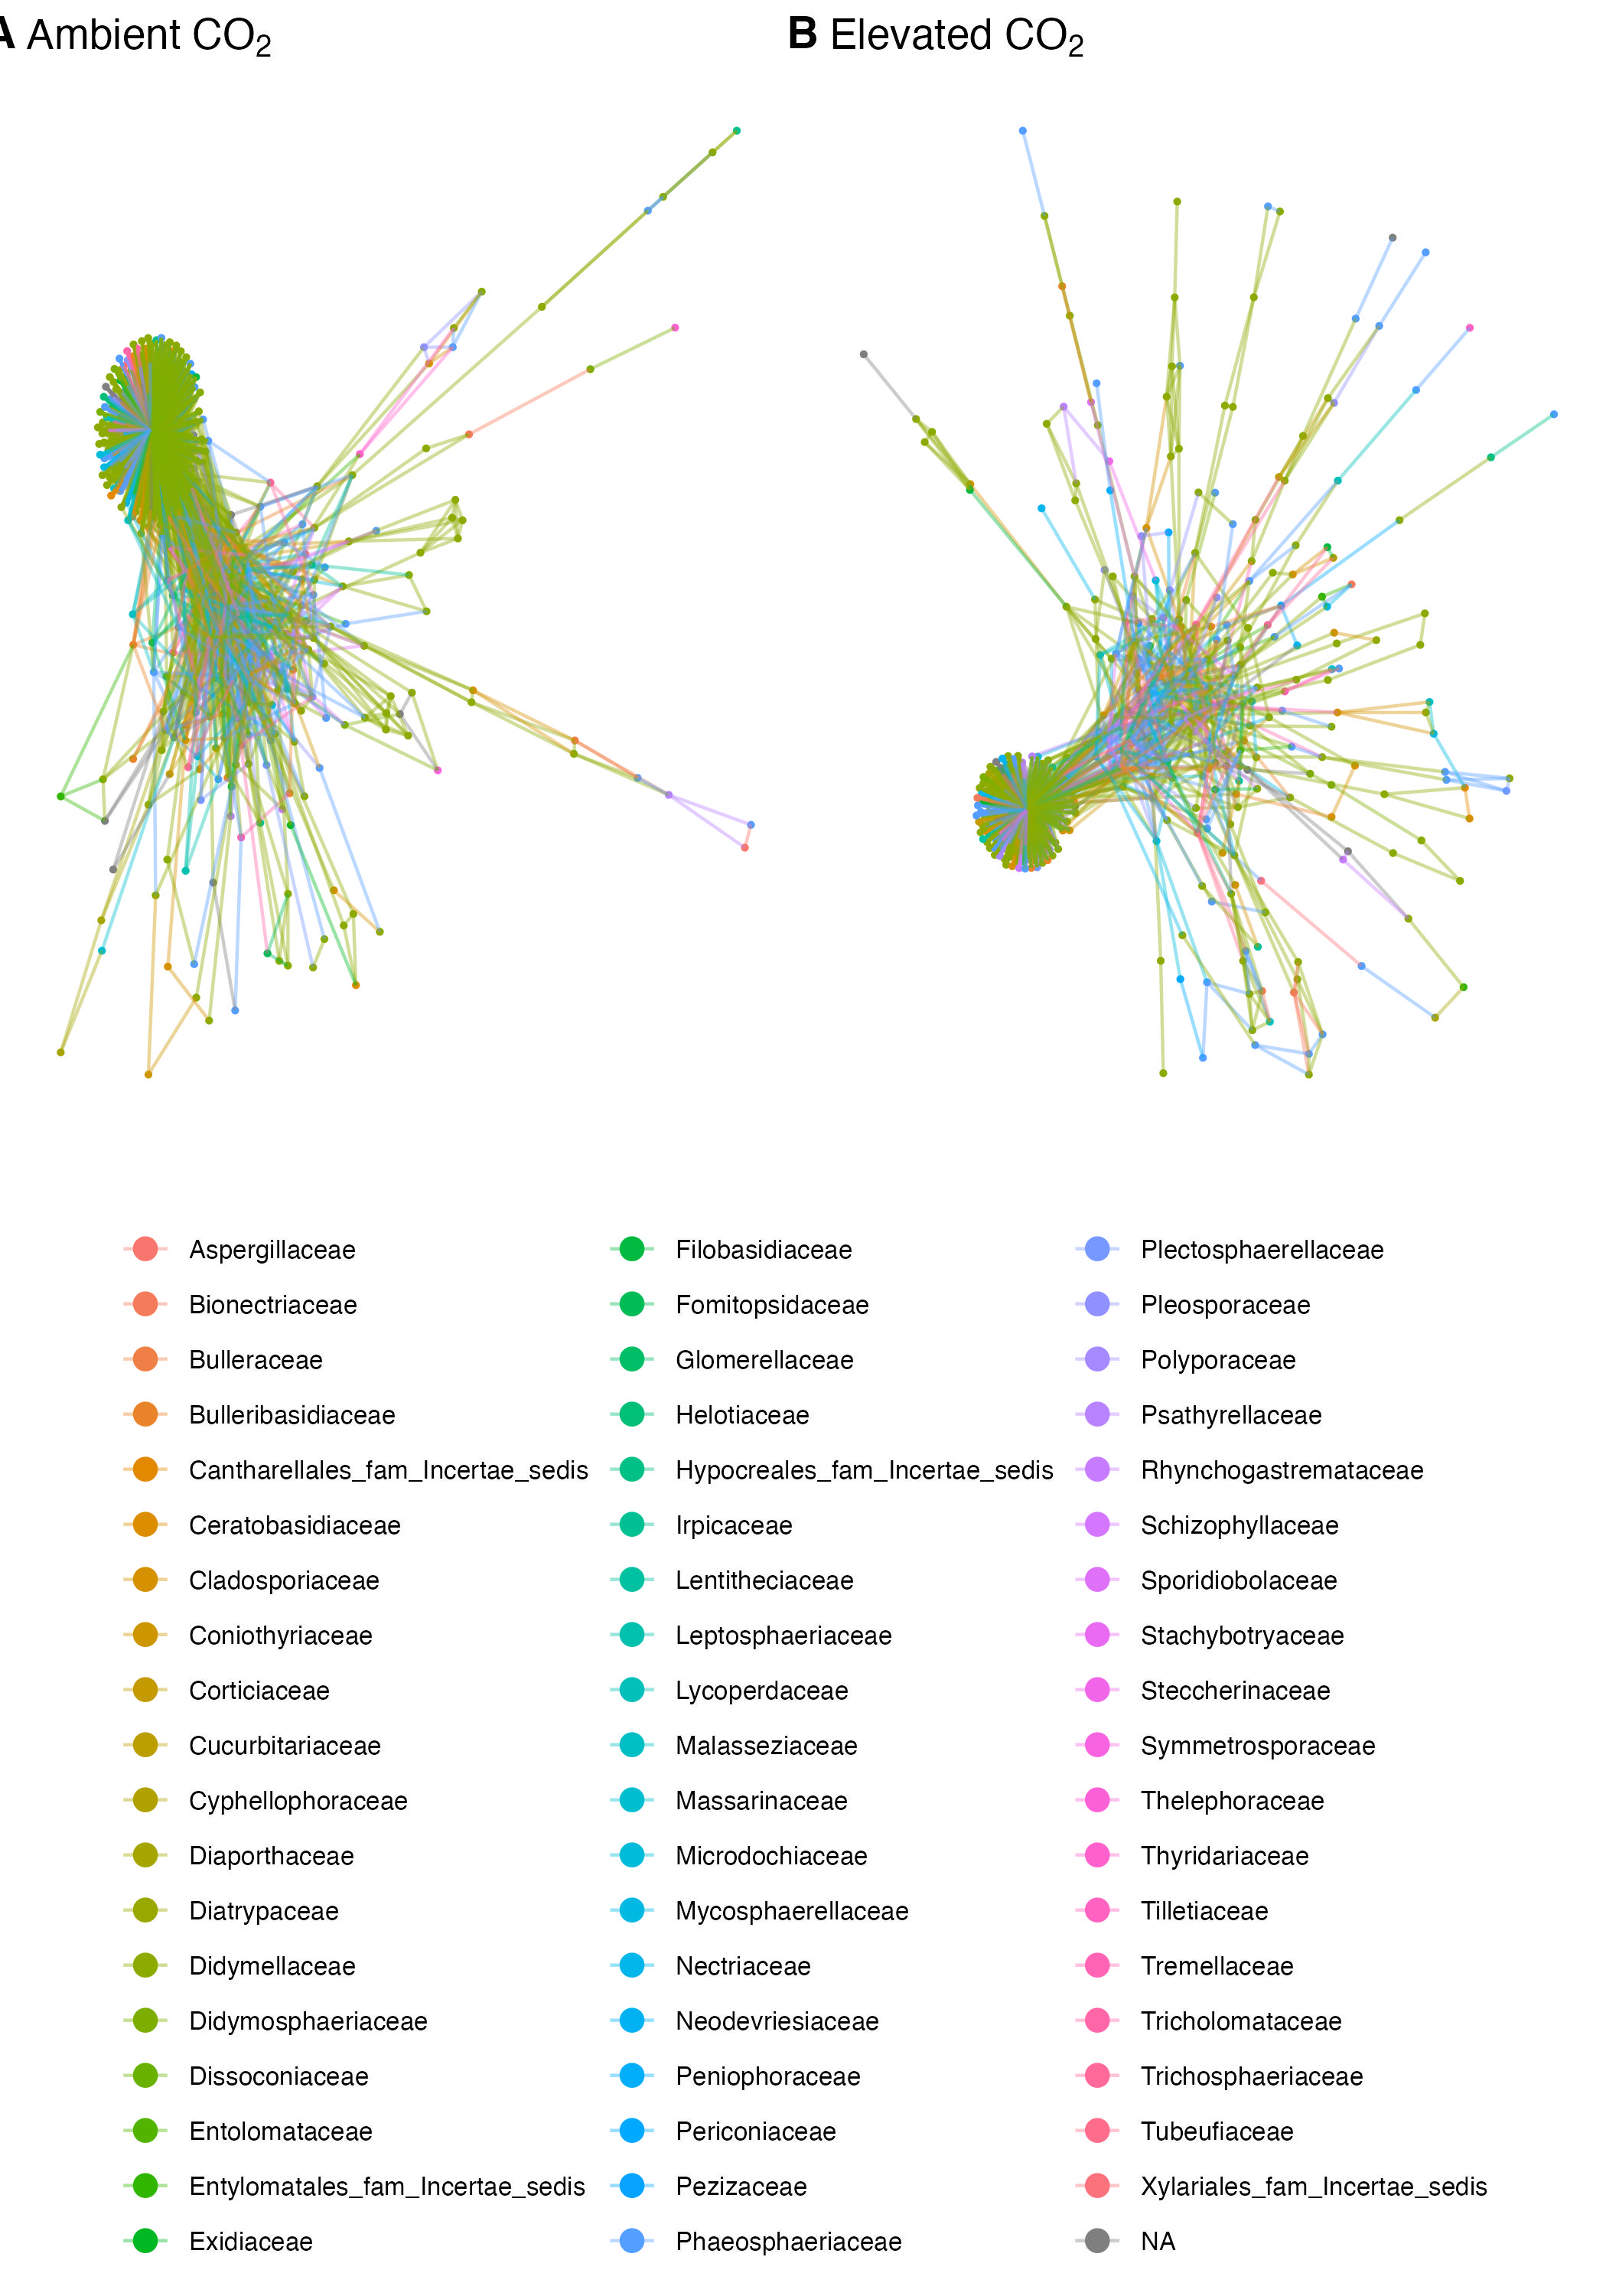 A Ambient CO₂
B Elevated CO₂
Aspergillaceae
Bionectriaceae
Bulleraceae
Bulleribasidiaceae
Cantharellales_fam_Incertae_sedis
Ceratobasidiaceae
Cladosporiaceae
Coniothyriaceae
Corticiaceae
Cucurbitariaceae
Cyphellophoraceae
Diaporthaceae
Diatrypaceae
Didymellaceae
Didymosphaeriaceae
Dissoconiaceae
Entolomataceae
Entylomatales_fam_Incertae_sedis
Exidiaceae
Filobasidiaceae
Fomitopsidaceae
Glomerellaceae
Helotiaceae
Hypocreales_fam_Incertae_sedis
Irpicaceae
Lentitheciaceae
Leptosphaeriaceae
Lycoperdaceae
Malasseziaceae
Massarinaceae
Microdochiaceae
Mycosphaerellaceae
Nectriaceae
Neodevriesiaceae
Peniophoraceae
Periconiaceae
Pezizaceae
Phaeosphaeriaceae
Plectosphaerellaceae
Pleosporaceae
Polyporaceae
Psathyrellaceae
Rhynchogastremataceae
Schizophyllaceae
Sporidiobolaceae
Stachybotryaceae
Steccherinaceae
Symmetrosporaceae
Thelephoraceae
Thyridariaceae
Tilletiaceae
Tremellaceae
Tricholomataceae
Trichosphaeriaceae
Tubeufiaceae
Xylariales_fam_Incertae_sedis
NA